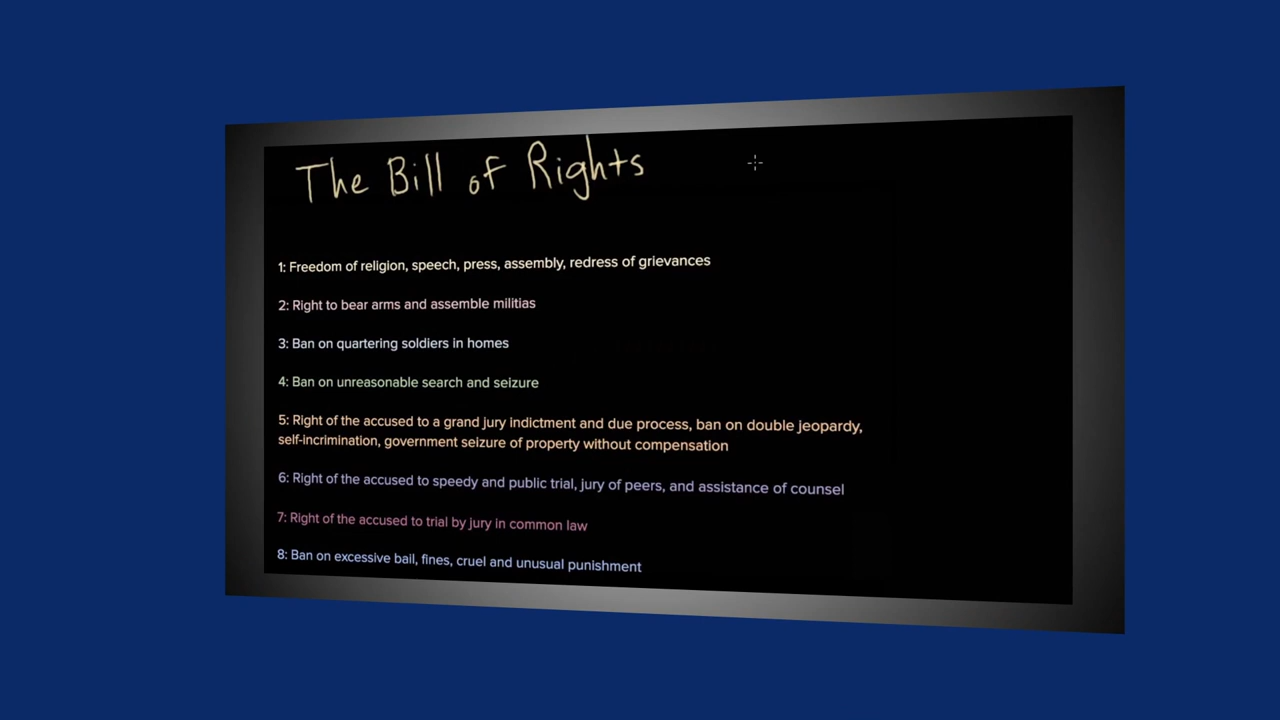 The Bill of Rights
1: Freedom of religion, speech, press, assembly, redress of grievances
2: Right to bear arms and assemble militias
3: Ban on quartering soldiers in homes
4: Ban on unreasonable search and seizure
5: Right of the accused to a grand jury indictment and due process, ban on double jeopardy,
self-incrimination, government seizure of property without compensation
6: Right of the accused to speedy and public trial, jury of peers, and assistance of counsel
7: Right of the accused to trial by jury in common law
8: Ban on excessive bail, fines, cruel and unusual punishment